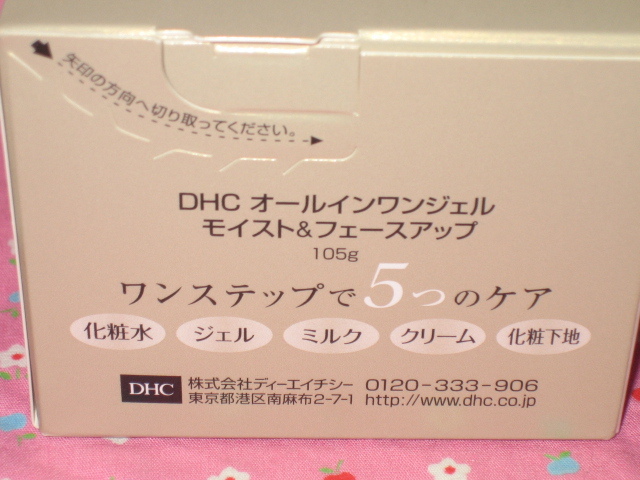 矢印の方向へ切り取ってください。
DHC オールインワンジェル
モイスト&フェースアップ
105g
ワンステップで5つのケア
化粧水 ジェル ミルク クリーム 化粧下地
DHC 株式会社ディーエイチシー 0120-333-906
東京都港区南麻布2-7-1 http://www.dhc.co.jp